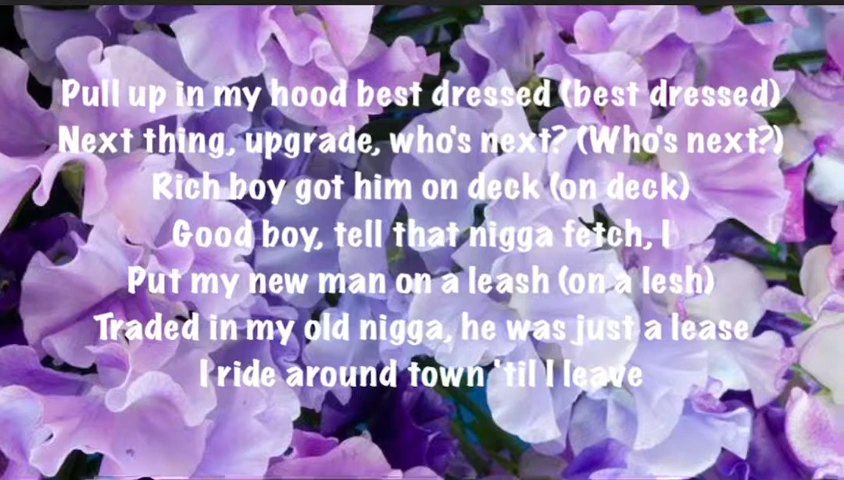 Pull up in my hood best dressed (best dressed)
Next thing, upgrade, who's next? (Who's next?)
Rich boy got him on deck (on deck)
Good boy, tell that nigga fetch, I
Put my new man on a leash (on a lesh)
Traded in my old nigga, he was just a lease
I ride around town 'til I leave